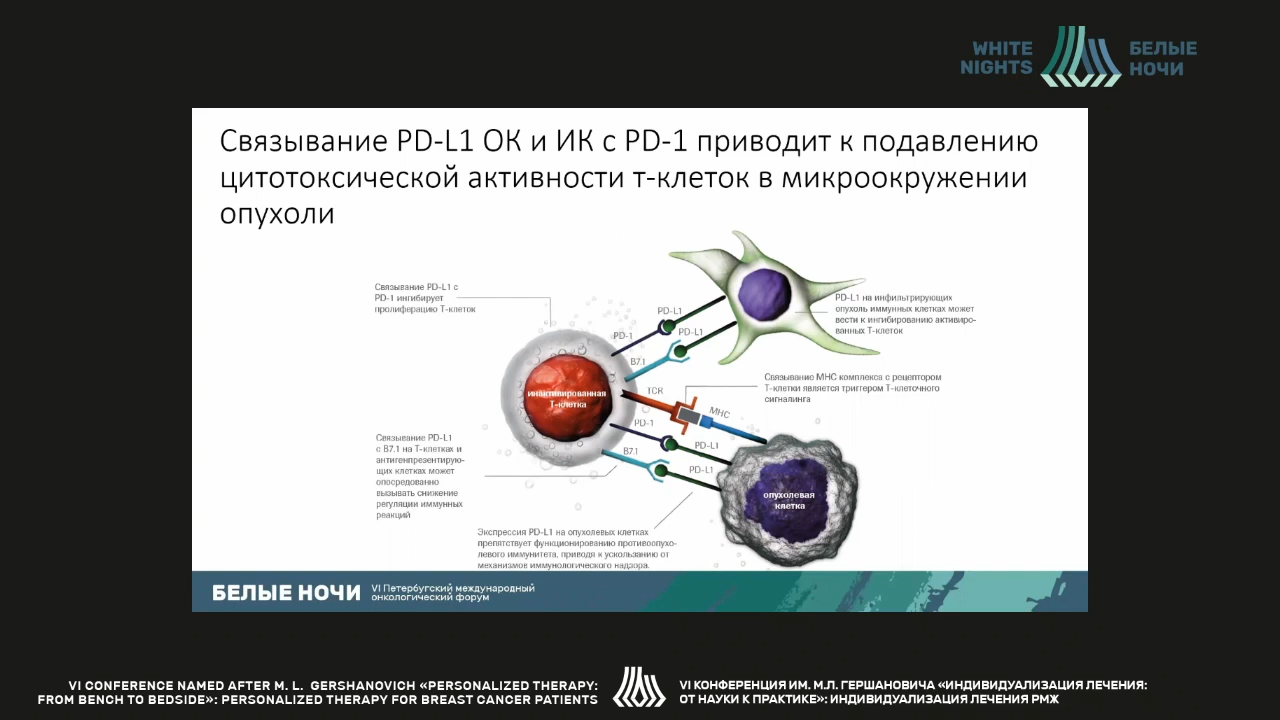 WHITE
NIGHTS
БЕЛЫЕ
НОЧИ
Связывание PD-L1 ОК и ИК с PD-1 приводит к подавлению
цитотоксической активности т-клеток в микроокружении
опухоли
Связывание PD-L1 с
PD-1 ингибирует
пролиферацию Т-клеток
PD-L1
PD-1
PD-L1
B7.1
PD-L1 на инфильтрирующих
опухоль иммунных клетках может
вести к ингибированию активиро-
ванных Т-клеток
инактивированная
Т-клетка
TCR
MHC
Связывание МНС комплекса с рецептором
Т-клетки является триггером Т-клеточного
сигналинга
PD-1
PD-L1
B7.1
PD-L1
Связывание PD-L1
с B7.1 на Т-клетках и
антигенпрезентирую-
щих клетках может
опосредованно
вызывать снижение
регуляции иммунных
реакций
опухолевая
клетка
Экспрессия PD-L1 на опухолевых клетках
препятствует функционированию противоопухо-
левого иммунитета, приводя к ускользанию от
механизмов иммунологического надзора.
БЕЛЫЕ НОЧИ
VI Петербугский международный
онкологический форум
VI CONFERENCE NAMED AFTER M. L. GERSHANOVICH «PERSONALIZED THERAPY:
FROM BENCH TO BEDSIDE»: PERSONALIZED THERAPY FOR BREAST CANCER PATIENTS
VI КОНФЕРЕНЦИЯ ИМ. М.Л. ГЕРШАНОВИЧА «ИНДИВИДУАЛИЗАЦИЯ ЛЕЧЕНИЯ:
ОТ НАУКИ К ПРАКТИКЕ»: ИНДИВИДУАЛИЗАЦИЯ ЛЕЧЕНИЯ РМЖ